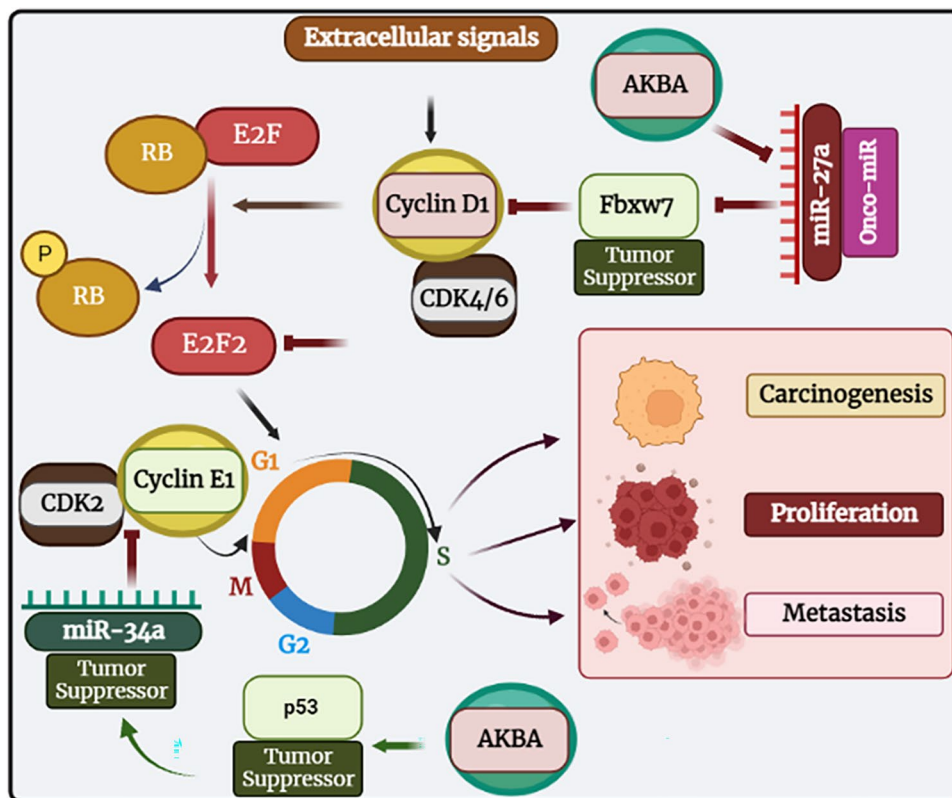 Extracellular signals
AKBA
E2F
RB
miR-27a
Onco-miR
Cyclin D1
Fbxw7
Tumor
Suppressor
P
RB
CDK4/6
E2F2
Carcinogenesis
G1
Cyclin E1
CDK2
Proliferation
S
M
G2
Metastasis
miR-34a
Tumor
Suppressor
p53
Tumor
Suppressor
AKBA